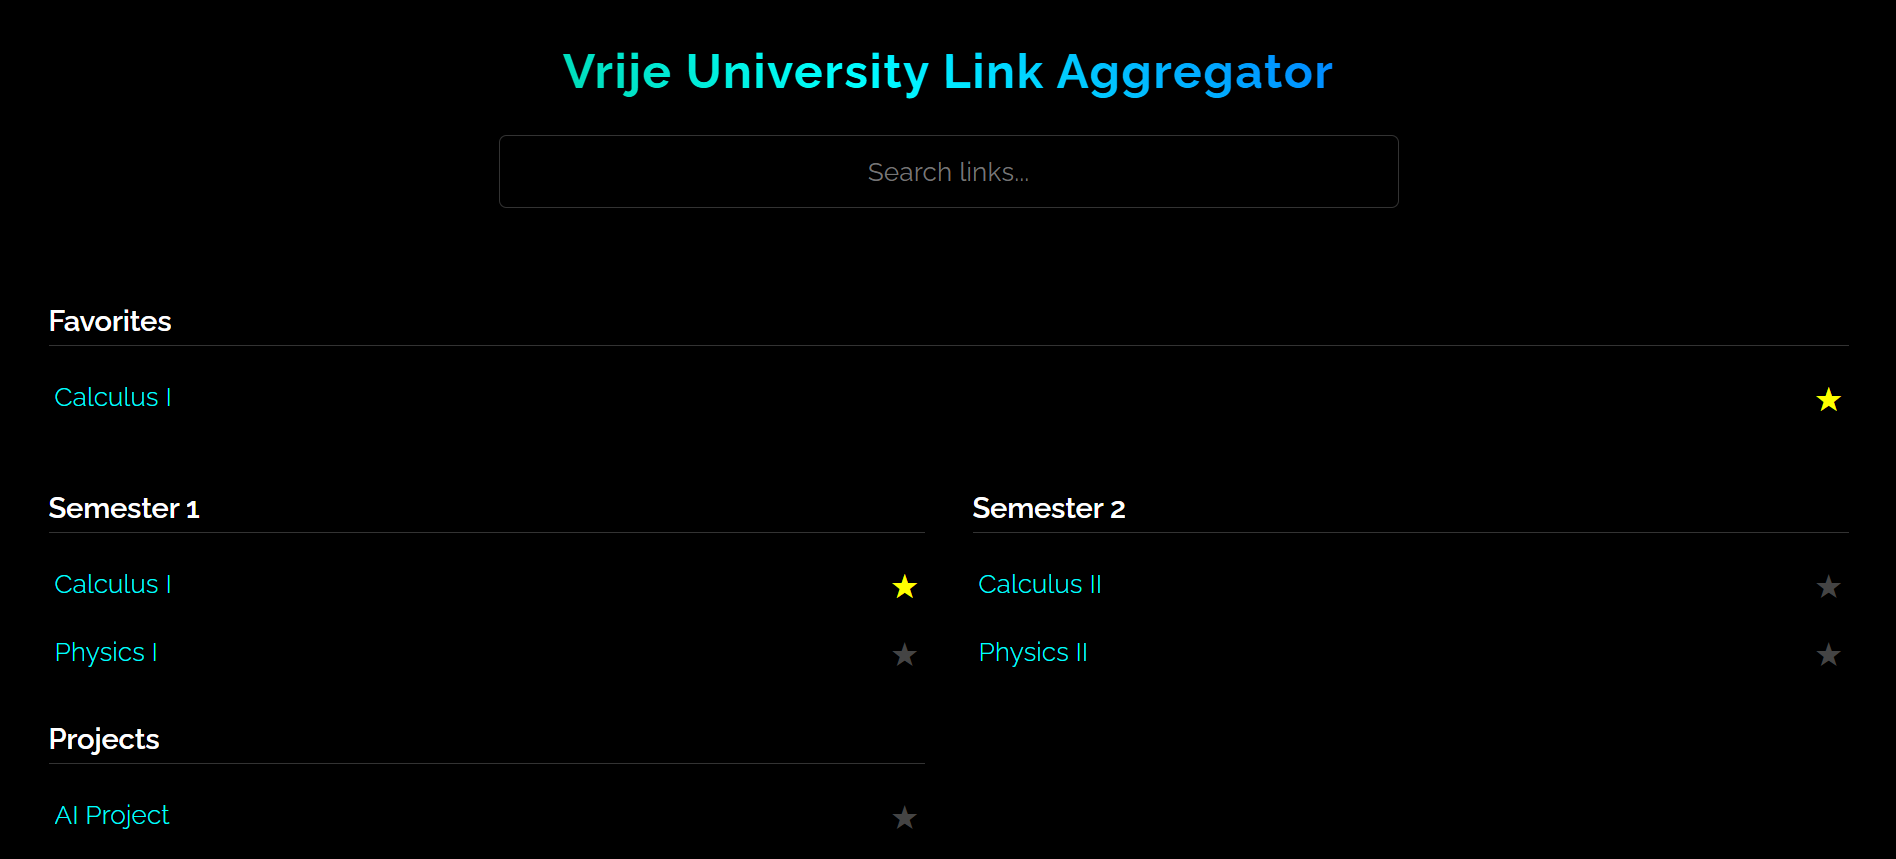 Vrije University Link Aggregator
Search links...
Favorites
Calculus I
Semester 1
Calculus I
Physics I
Semester 2
Calculus II
Physics II
Projects
AI Project